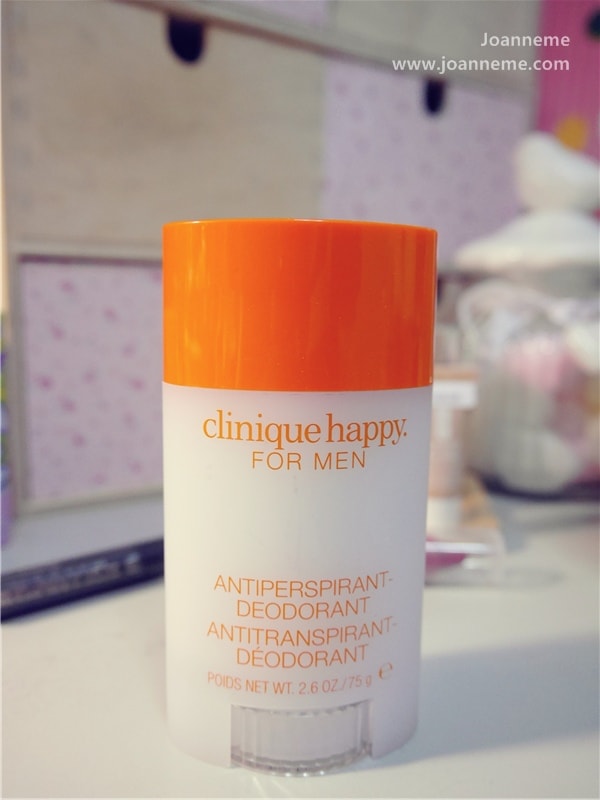 Joanneme
www.joanneme.com
clinique happy.
FOR MEN
ANTIPERSPIRANT-
DEODORANT
ANTITRANSPIRANT-
DÉODORANT
POIDS NET WT. 2.6 OZ./75 g ℮